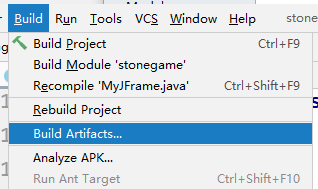 Build Run Tools VCS Window Help stone
Build Project Ctrl+F9
Build Module 'stonegame'
Recompile 'MyJFrame.java' Ctrl+Shift+F9
Rebuild Project
Build Artifacts...
Analyze APK...
Run Ant Target Ctrl+Shift+F10